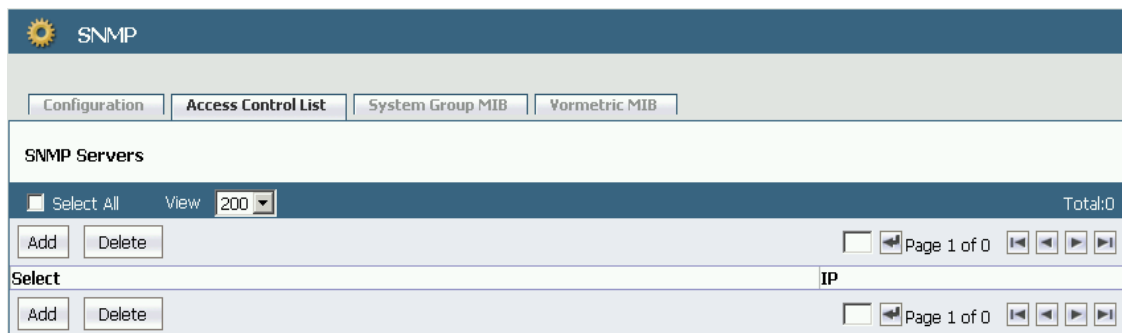 SNMP
Configuration Access Control List System Group MIB Vormetric MIB
SNMP Servers
Select All View 200 Total:0
Add Delete Page 1 of 0
Select IP
Add Delete Page 1 of 0